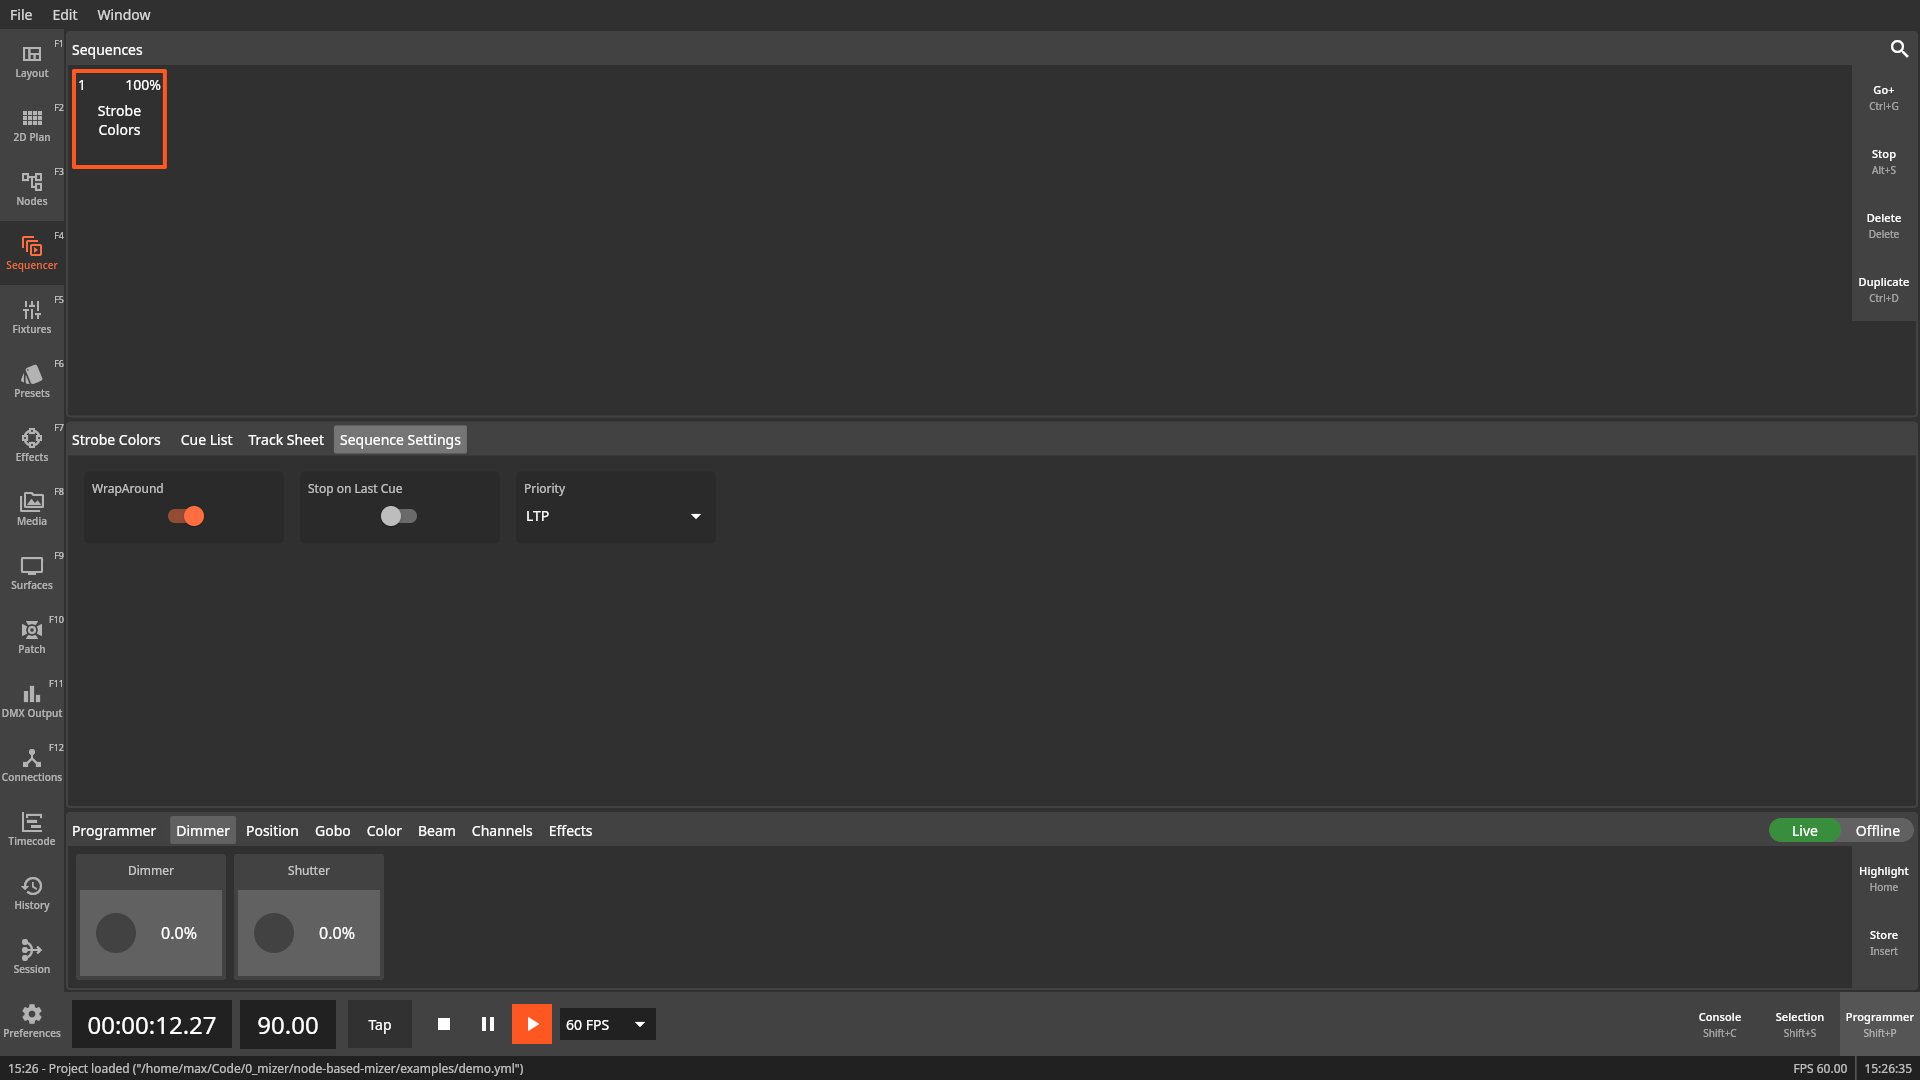 File Edit Window
F1
Layout
F2
2D Plan
F3
Nodes
F4
Sequencer
F5
Fixtures
F6
Presets
F7
Effects
F8
Media
F9
Surfaces
F10
Patch
F11
DMX Output
F12
Connections
Timecode
History
Session
Preferences
Sequences
1 100%
Strobe
Colors
Go+
Ctrl+G
Stop
Alt+S
Delete
Delete
Duplicate
Ctrl+D
Strobe Colors Cue List Track Sheet Sequence Settings
WrapAround
Stop on Last Cue
Priority
LTP
Programmer Dimmer Position Gobo Color Beam Channels Effects
Live Offline
Dimmer
0.0%
Shutter
0.0%
Highlight
Home
Store
Insert
00:00:12.27 90.00 Tap 60 FPS
Console
Shift+C
Selection
Shift+S
Programmer
Shift+P
15:26 - Project loaded ("/home/max/Code/0_mizer/node-based-mizer/examples/demo.yml")
FPS 60.00 15:26:35